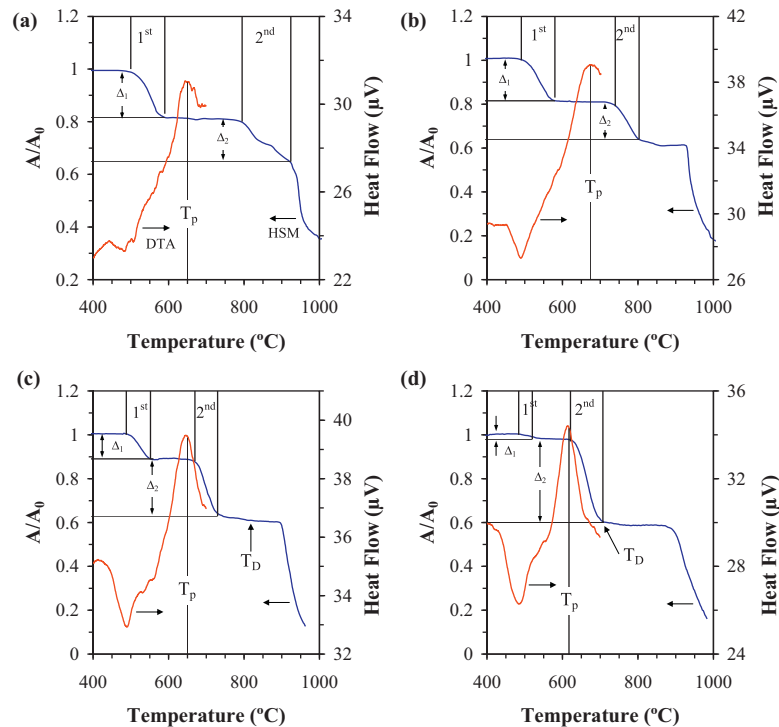 (a)
1st
2nd
Δ1
Δ2
Tp
DTA
HSM
A/A0
1.2
1
0.8
0.6
0.4
0.2
Heat Flow (µV)
34
32
30
28
26
24
22
400
600
800
1000
Temperature (ºC)
(b)
1st
2nd
Δ1
Δ2
Tp
A/A0
1.2
1
0.8
0.6
0.4
0.2
0
Heat Flow (µV)
42
38
34
30
26
400
600
800
1000
Temperature (ºC)
(c)
1st
2nd
Δ1
Δ2
TD
Tp
A/A0
1.2
1
0.8
0.6
0.4
0.2
0
Heat Flow (µV)
40
38
36
34
32
400
600
800
1000
Temperature (ºC)
(d)
1st
2nd
Δ1
Δ2
TD
Tp
A/A0
1.2
1
0.8
0.6
0.4
0.2
0
Heat Flow (µV)
36
34
32
30
28
26
24
400
600
800
1000
Temperature (ºC)